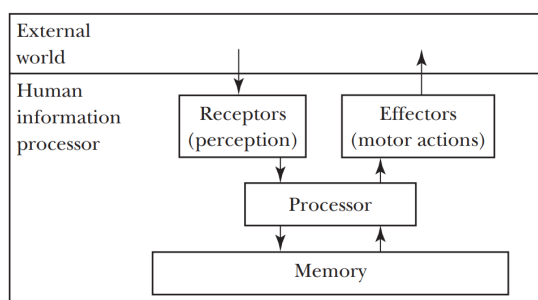 External
world
Human
information
processor
Receptors
(perception)
Effectors
(motor actions)
Processor
Memory